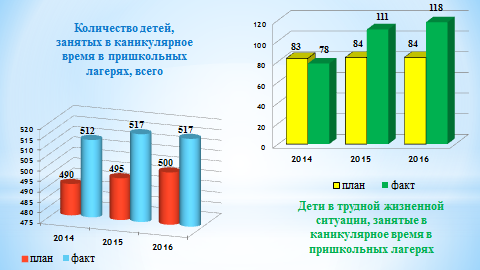 Количество детей,
занятых в каникулярное
время в пришкольных
лагерях, всего
520
515
510
505
500
495
490
485
480
475
490
512
495
517
500
517
2014
2015
2016
план факт
120
100
80
60
40
20
0
83
78
84
111
84
118
2014 2015 2016
план факт
Дети в трудной жизненной
ситуации, занятые в
каникулярное время в
пришкольных лагерях